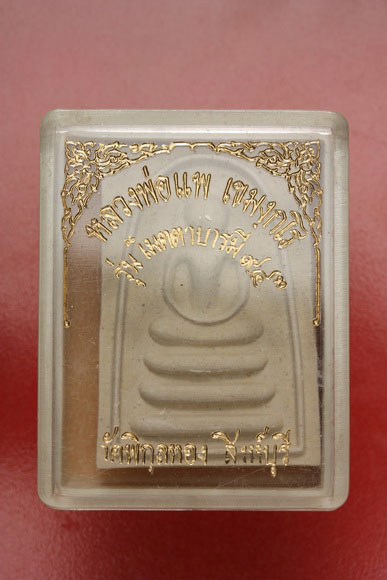 หลวงพ่อแพ เขมงฺกโร
รุ่น เมตตาบารมี ๙๔
วัดพิกุลทอง สิงห์บุรี